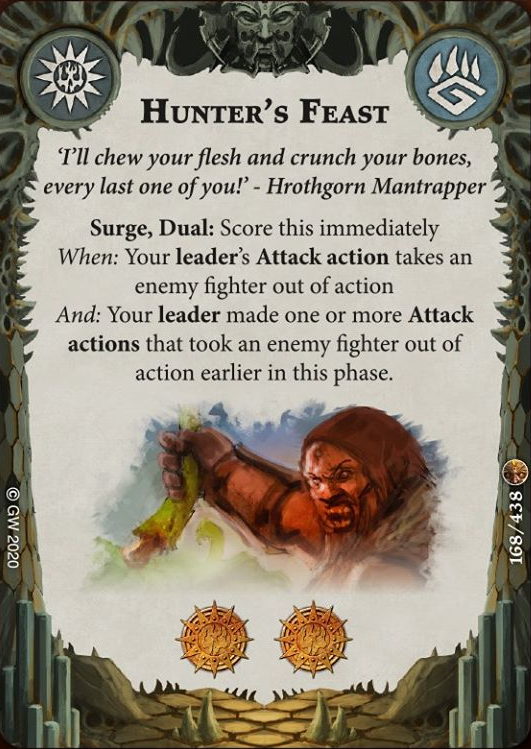 HUNTER'S FEAST
'I'll chew your flesh and crunch your bones,
every last one of you!' - Hrothgorn Mantrapper
Surge, Dual: Score this immediately
When: Your leader's Attack action takes an
enemy fighter out of action
And: Your leader made one or more Attack
actions that took an enemy fighter out of
action earlier in this phase.
© GW 2020
168/438